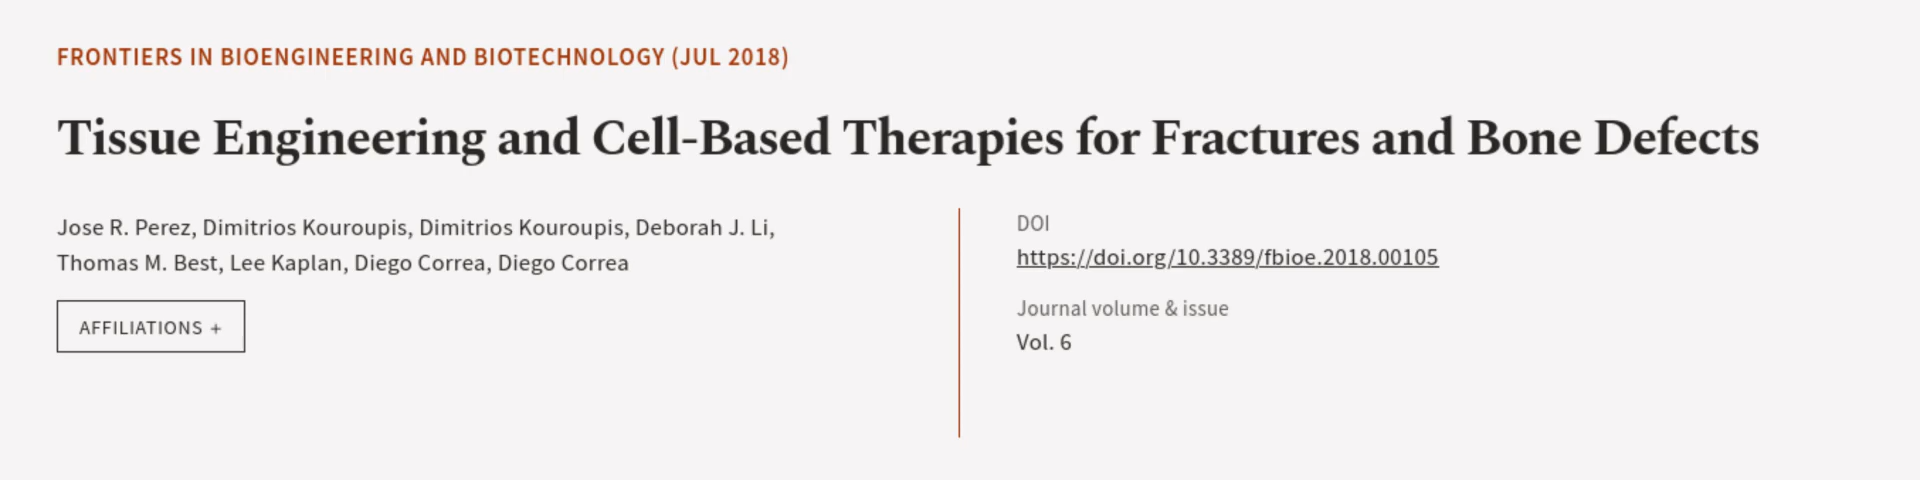 FRONTIERS IN BIOENGINEERING AND BIOTECHNOLOGY (JUL 2018)
Tissue Engineering and Cell-Based Therapies for Fractures and Bone Defects
Jose R. Perez, Dimitrios Kouroupis, Dimitrios Kouroupis, Deborah J. Li,
Thomas M. Best, Lee Kaplan, Diego Correa, Diego Correa
AFFILIATIONS +
DOI
https://doi.org/10.3389/fbioe.2018.00105
Journal volume & issue
Vol. 6